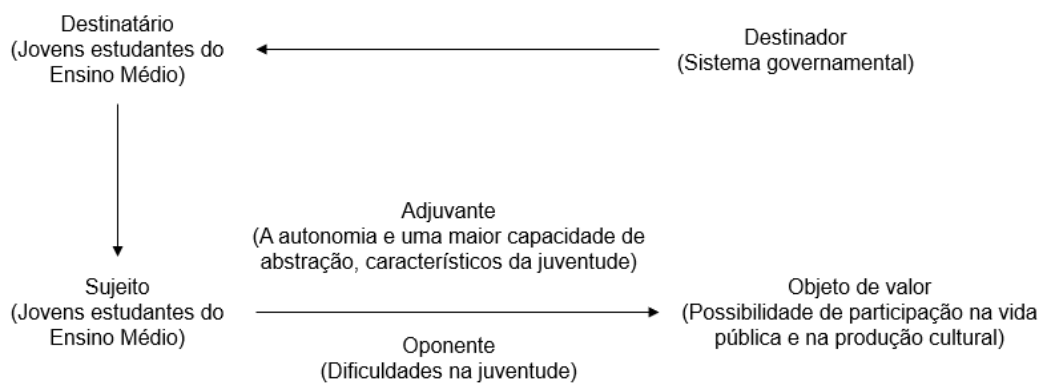 Destinatário
(Jovens estudantes do
Ensino Médio)
Destinador
(Sistema governamental)
Adjuvante
(A autonomia e uma maior capacidade de
abstração, característicos da juventude)
Sujeito
(Jovens estudantes do
Ensino Médio)
Oponente
(Dificuldades na juventude)
Objeto de valor
(Possibilidade de participação na vida
pública e na produção cultural)